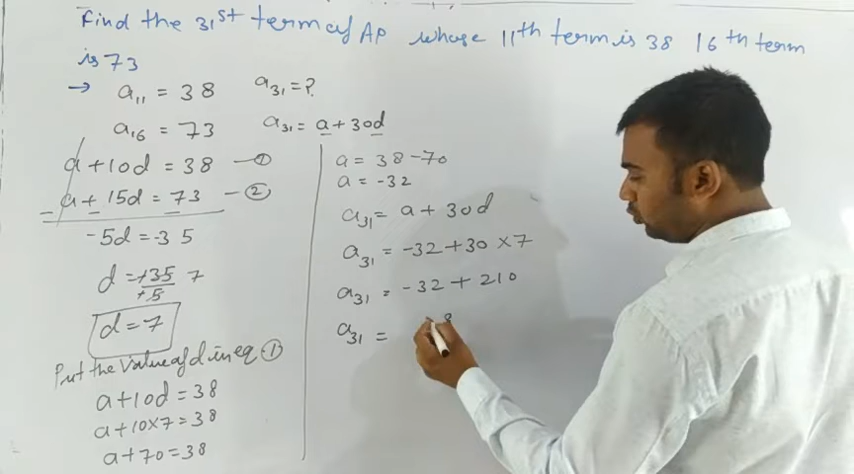 Find the 31st term of AP whose 11th term is 38 16th term
is 73
→ a₁₁ = 38 a₃₁ = ?
a₁₆ = 73 a₃₁ = a + 30d
a + 10d = 38 — ①
a + 15d = 73 — ②
- - -
-5d = -35
d = +35/+5 7
d = 7
Put the value of d in eq ①
a + 10d = 38
a + 10×7 = 38
a + 70 = 38
a = 38 - 70
a = -32
a₃₁ = a + 30d
a₃₁ = -32 + 30 × 7
a₃₁ = -32 + 210
a₃₁ = 8